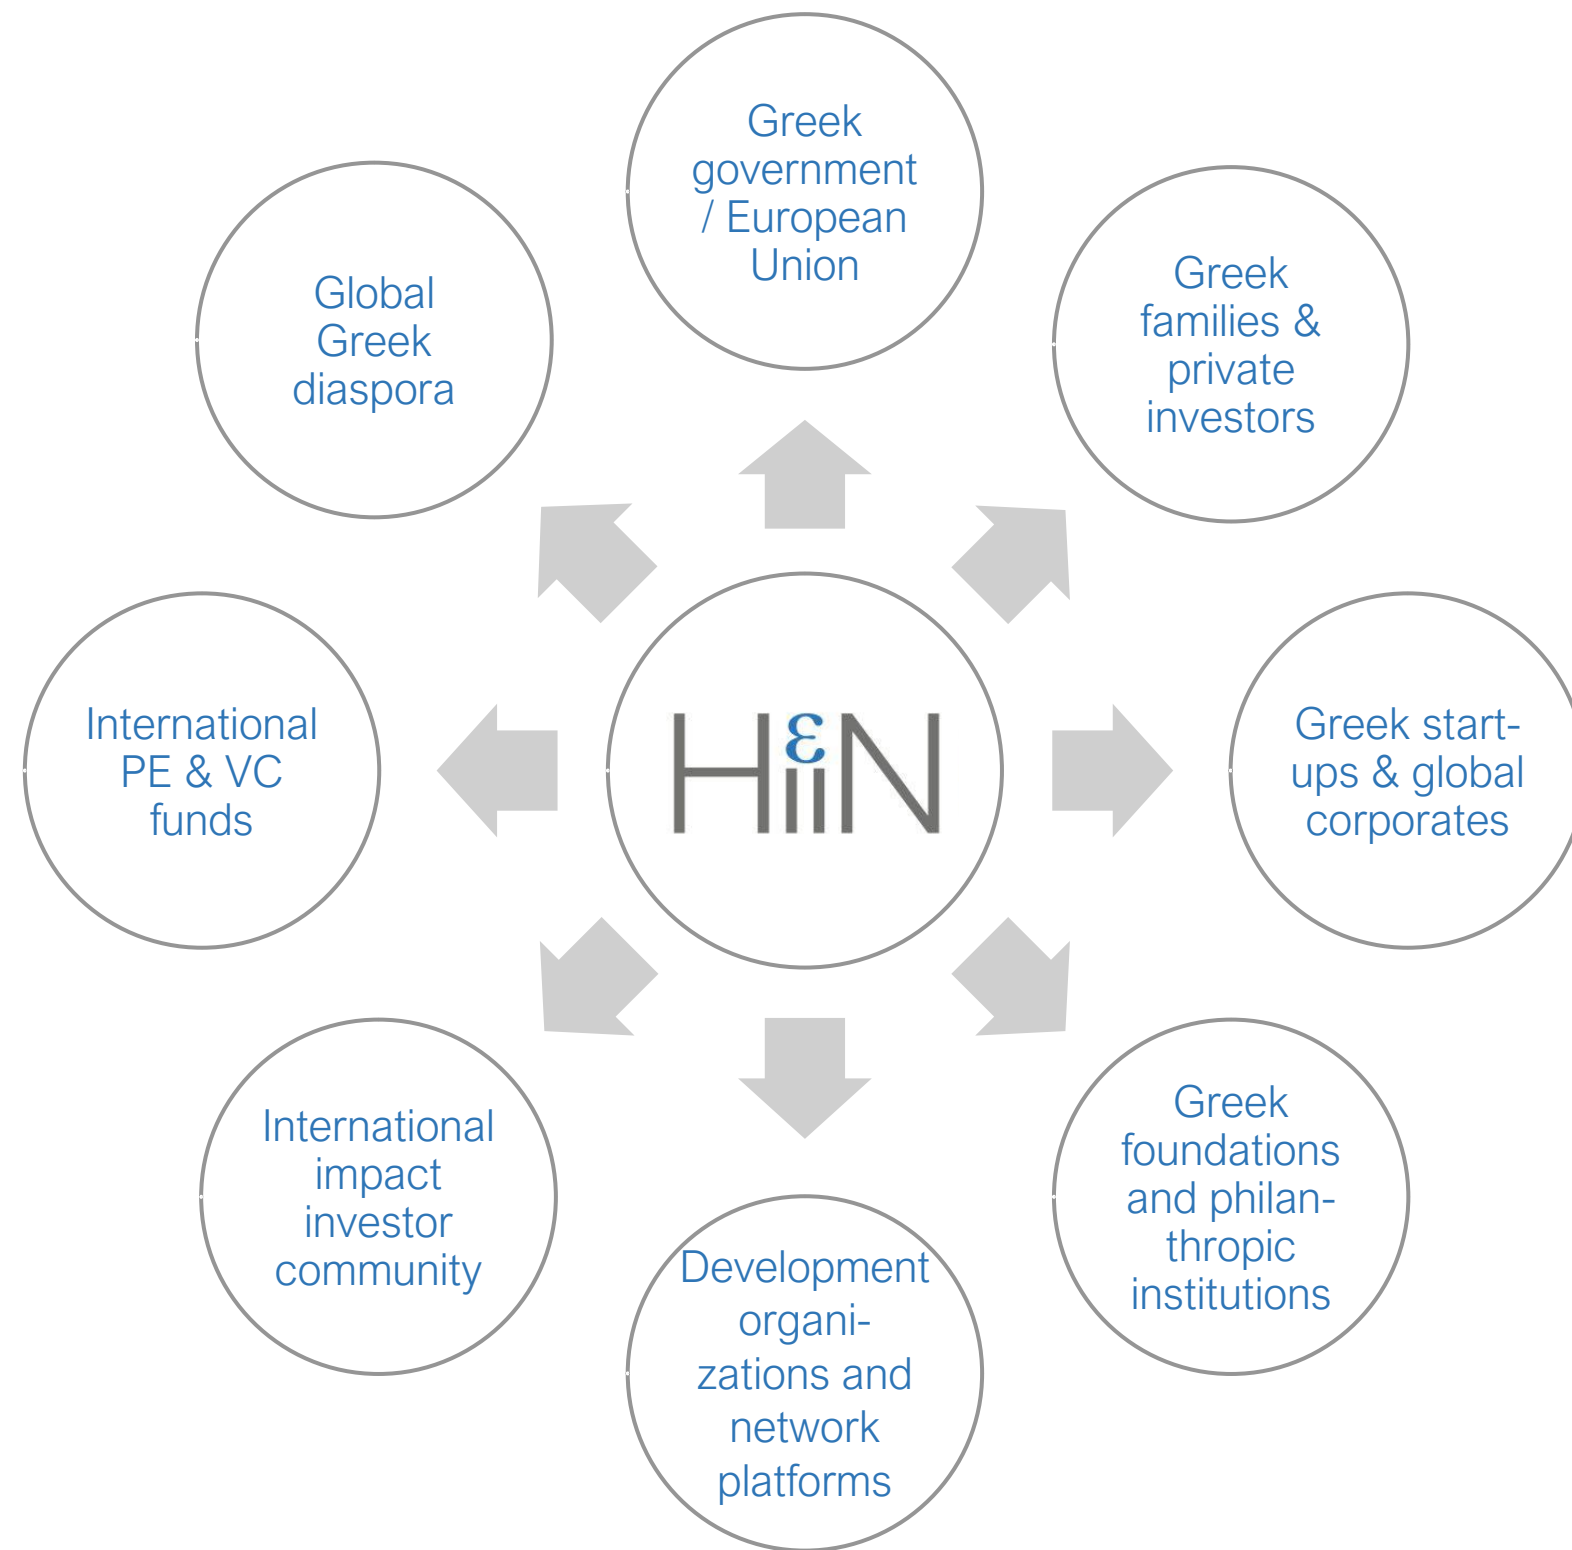 Greek
government
/ European
Union
Greek
families &
private
investors
Greek start-
ups & global
corporates
Greek
foundations
and philan-
thropic
institutions
Development
organi-
zations and
network
platforms
International
impact
investor
community
International
PE & VC
funds
Global
Greek
diaspora
HiiN
ε